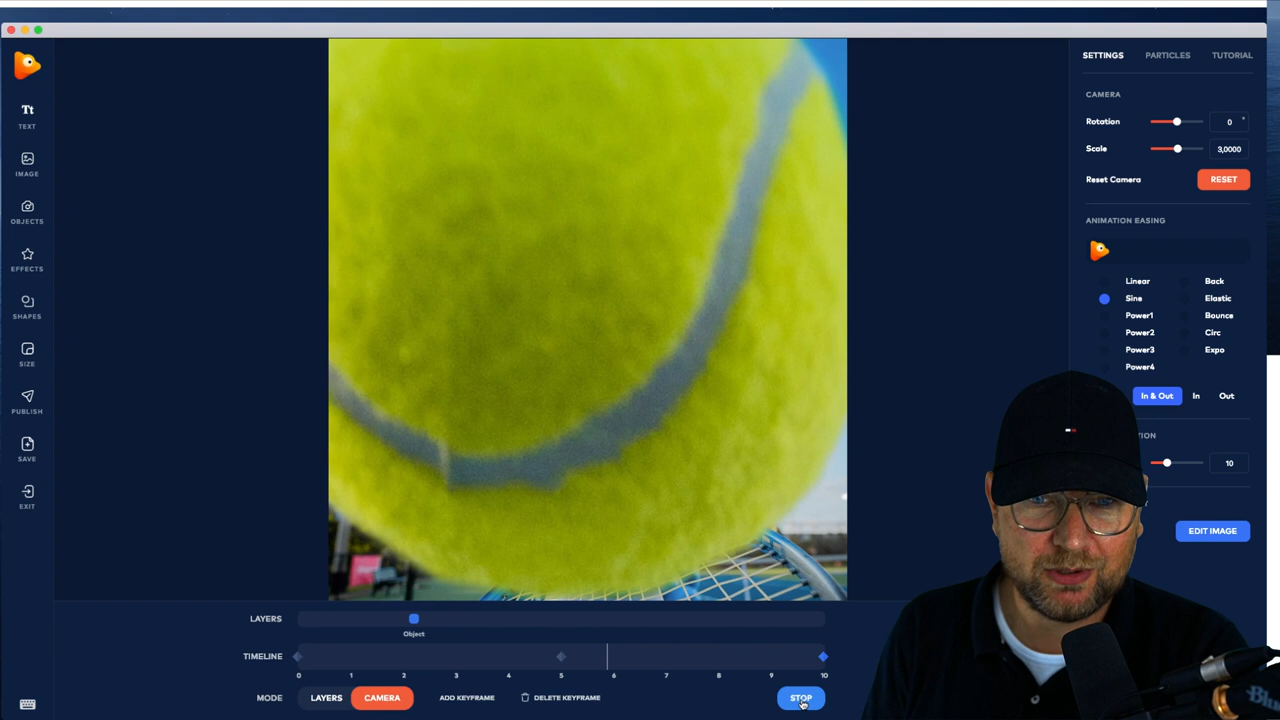 Tt
TEXT
IMAGE
OBJECTS
EFFECTS
SHAPES
SIZE
PUBLISH
SAVE
EXIT
SETTINGS PARTICLES TUTORIAL
CAMERA
Rotation 0 °
Scale 3,0000
Reset Camera RESET
ANIMATION EASING
Linear Back
Sine Elastic
Power1 Bounce
Power2 Circ
Power3 Expo
Power4
In & Out In Out
10
EDIT IMAGE
LAYERS
Object
TIMELINE
0 1 2 3 4 5 6 7 8 9 10
MODE LAYERS CAMERA ADD KEYFRAME DELETE KEYFRAME STOP